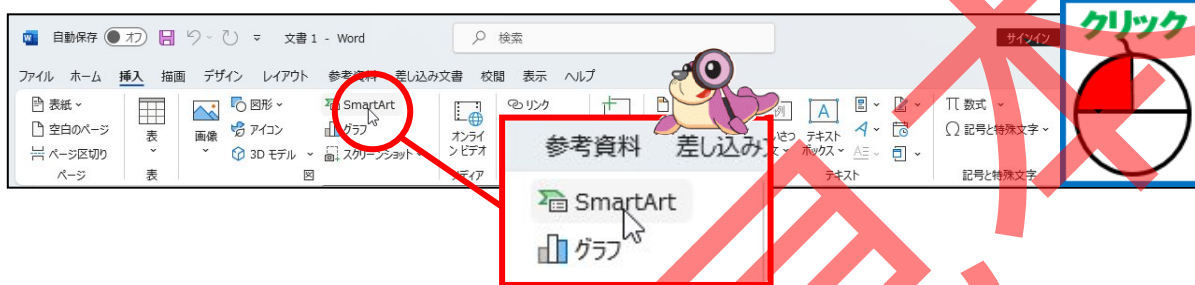 クリック
自動保存 オフ 文書 1 - Word 検索 サインイン
ファイル ホーム 挿入 描画 デザイン レイアウト 参考資料 差し込み文書 校閲 表示 ヘルプ
表紙 図形 SmartArt リンク 数式
空白のページ 表 画像 アイコン グラフ オンライン ビデオ テキスト ボックス 記号と特殊文字
ページ区切り 3D モデル スクリーンショット
ページ 表 図 メディア テキスト 記号と特殊文字
参考資料 差し込み
SmartArt
グラフ